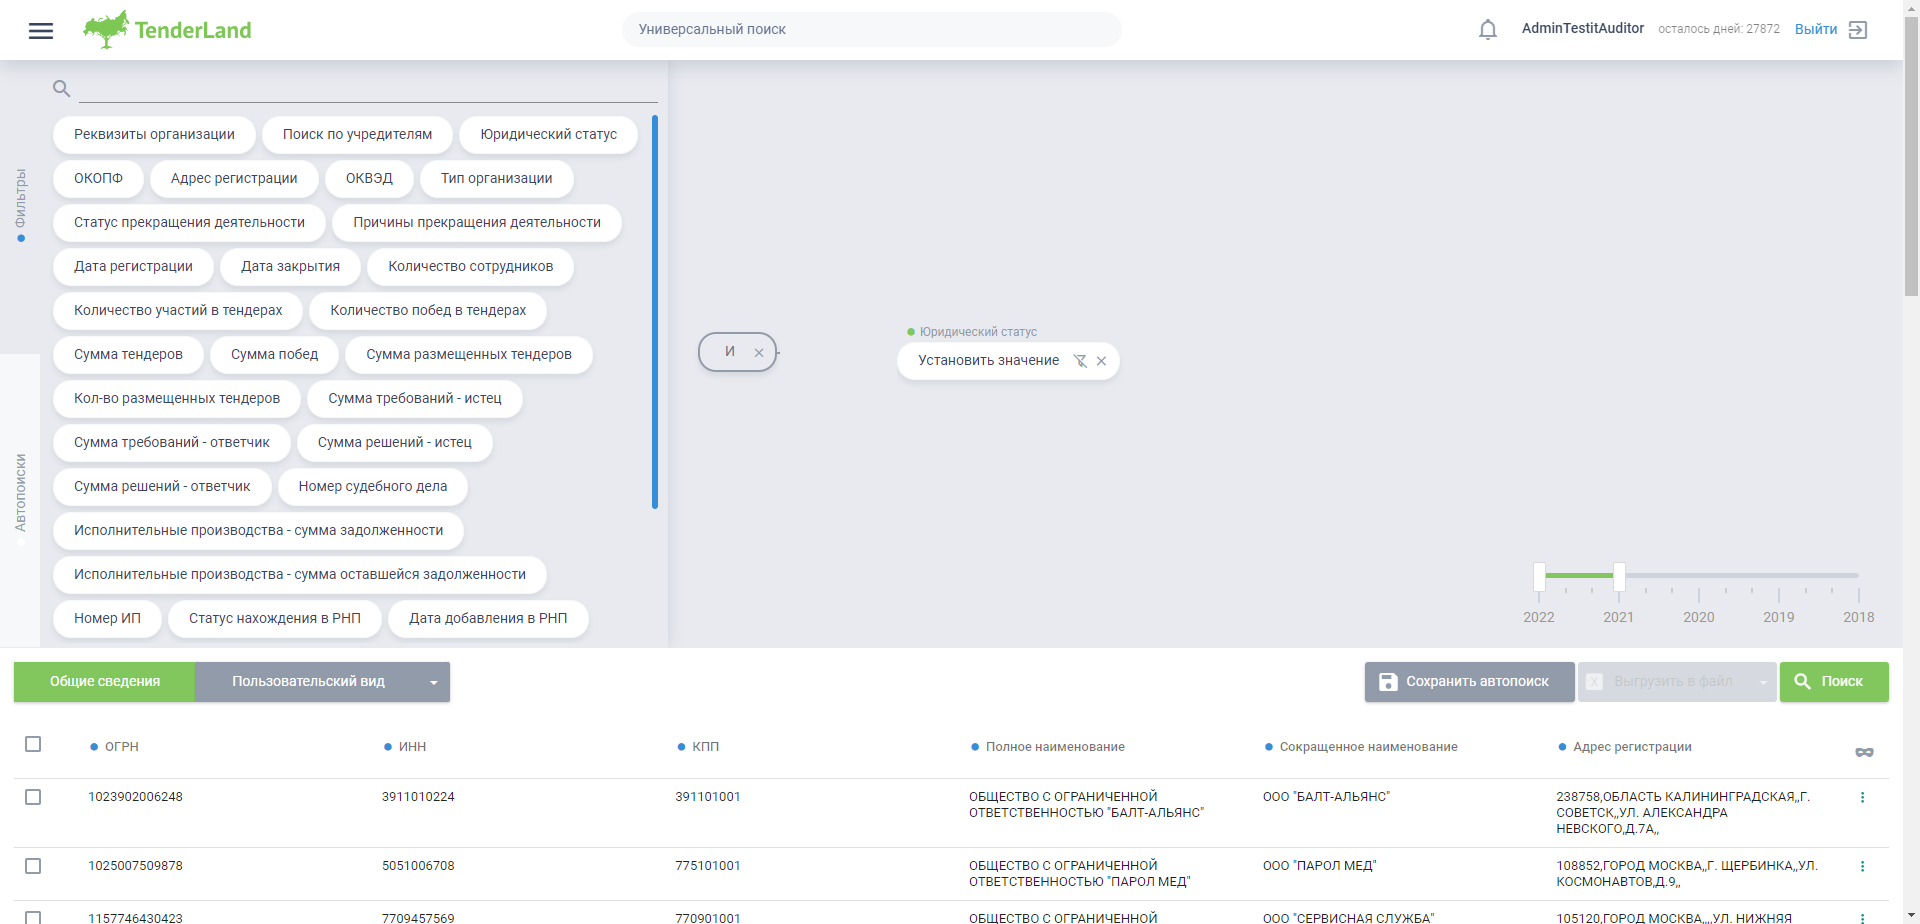 TenderLand
Универсальный поиск
AdminTestitAuditor
осталось дней: 27872
Выйти
Фильтры
Автопоиски
Реквизиты организации
Поиск по учредителям
Юридический статус
ОКОПФ
Адрес регистрации
ОКВЭД
Тип организации
Статус прекращения деятельности
Причины прекращения деятельности
Дата регистрации
Дата закрытия
Количество сотрудников
Количество участий в тендерах
Количество побед в тендерах
Сумма тендеров
Сумма побед
Сумма размещенных тендеров
Кол-во размещенных тендеров
Сумма требований - истец
Сумма требований - ответчик
Сумма решений - истец
Сумма решений - ответчик
Номер судебного дела
Исполнительные производства - сумма задолженности
Исполнительные производства - сумма оставшейся задолженности
Номер ИП
Статус нахождения в РНП
Дата добавления в РНП
И
Юридический статус
Установить значение
2022
2021
2020
2019
2018
Общие сведения
Пользовательский вид
Сохранить автопоиск
Выгрузить в файл
Поиск
ОГРН
ИНН
КПП
Полное наименование
Сокращенное наименование
Адрес регистрации
1023902006248
3911010224
391101001
ОБЩЕСТВО С ОГРАНИЧЕННОЙ
ОТВЕТСТВЕННОСТЬЮ "БАЛТ-АЛЬЯНС"
ООО "БАЛТ-АЛЬЯНС"
238758,ОБЛАСТЬ КАЛИНИНГРАДСКАЯ,,Г.
СОВЕТСК,,УЛ. АЛЕКСАНДРА
НЕВСКОГО,Д.7А,,
1025007509878
5051006708
775101001
ОБЩЕСТВО С ОГРАНИЧЕННОЙ
ОТВЕТСТВЕННОСТЬЮ "ПАРОЛ МЕД"
ООО "ПАРОЛ МЕД"
108852,ГОРОД МОСКВА,,Г. ЩЕРБИНКА,,УЛ.
КОСМОНАВТОВ,Д.9,,
1157746430423
7709457569
770901001
ОБЩЕСТВО С ОГРАНИЧЕННОЙ
ООО "СЕРВИСНАЯ СЛУЖБА"
105120,ГОРОД МОСКВА,,,,УЛ. НИЖНЯЯ